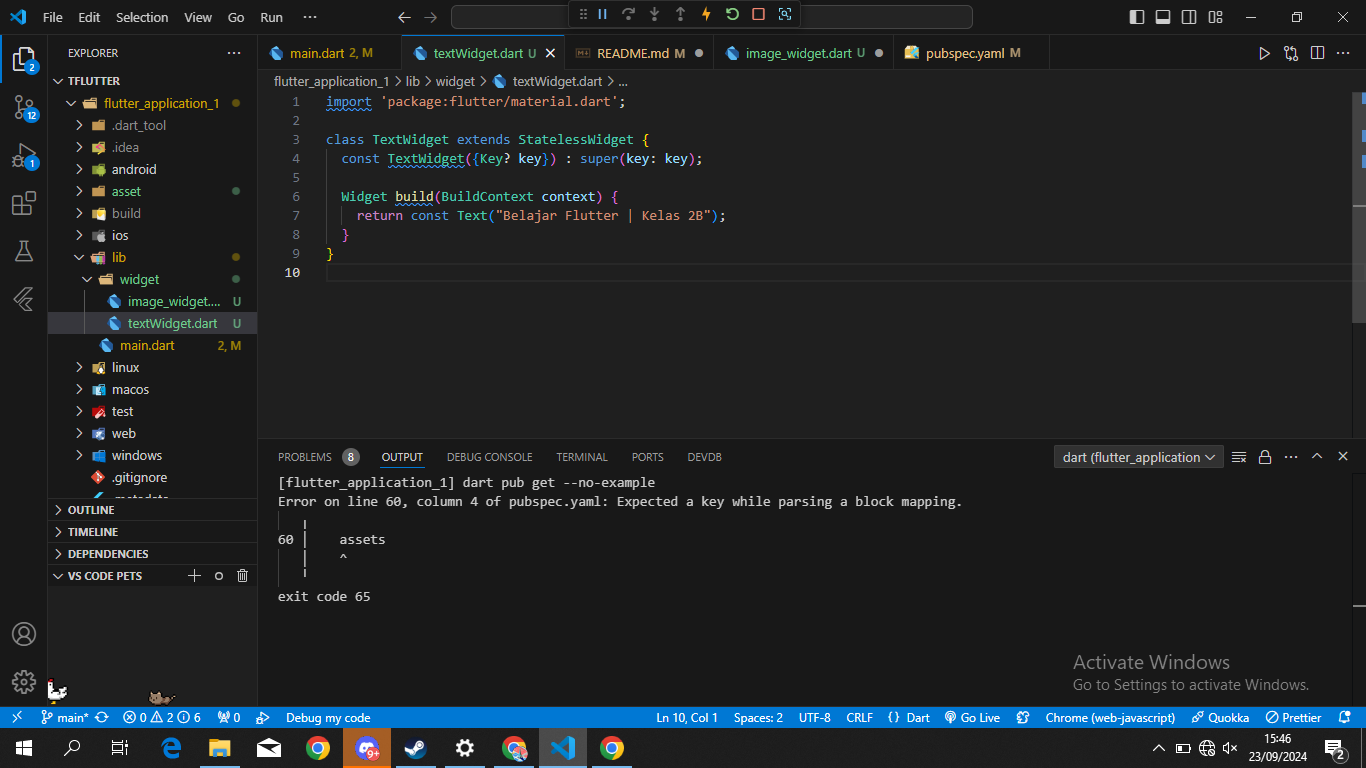 File Edit Selection View Go Run ···
EXPLORER
TFLUTTER
flutter_application_1
.dart_tool
.idea
android
asset
build
ios
lib
widget
image_widget.... U
textWidget.dart U
main.dart 2, M
linux
macos
test
web
windows
.gitignore
.metadata
OUTLINE
TIMELINE
DEPENDENCIES
VS CODE PETS
2
12
1
main.dart 2, M
textWidget.dart U
README.md M
image_widget.dart U
pubspec.yaml M
flutter_application_1 > lib > widget > textWidget.dart > ...
1 import 'package:flutter/material.dart';
2
3 class TextWidget extends StatelessWidget {
4 const TextWidget({Key? key}) : super(key: key);
5
6 Widget build(BuildContext context) {
7 return const Text("Belajar Flutter | Kelas 2B");
8 }
9 }
10
PROBLEMS 8 OUTPUT DEBUG CONSOLE TERMINAL PORTS DEVDB
dart (flutter_application
[flutter_application_1] dart pub get --no-example
Error on line 60, column 4 of pubspec.yaml: Expected a key while parsing a block mapping.
60 │ assets
│ ^
exit code 65
Activate Windows
Go to Settings to activate Windows.
main* 0 2 6 0 Debug my code
Ln 10, Col 1 Spaces: 2 UTF-8 CRLF {} Dart Go Live Chrome (web-javascript) Quokka Prettier
9+
15:46
23/09/2024
2